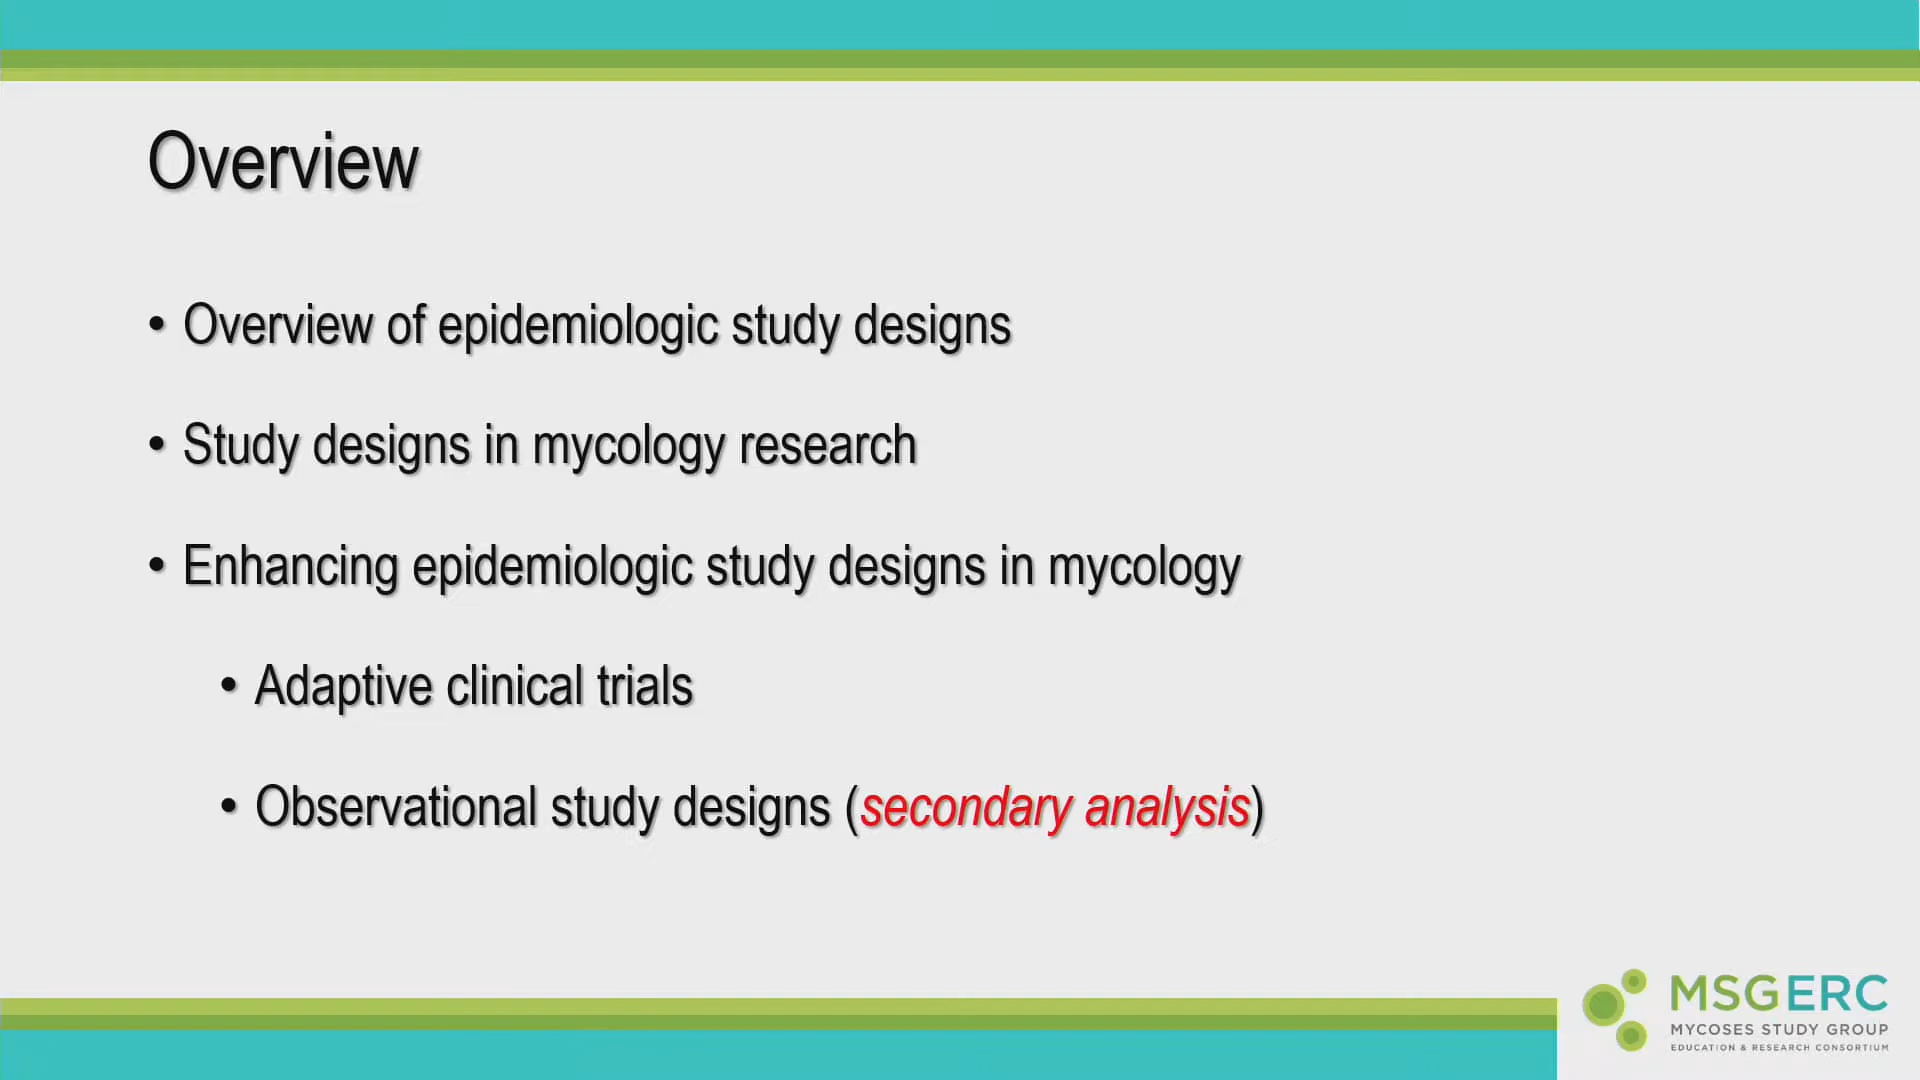 Overview
• Overview of epidemiologic study designs
• Study designs in mycology research
• Enhancing epidemiologic study designs in mycology
• Adaptive clinical trials
• Observational study designs (secondary analysis)
MSGERC
MYCOSES STUDY GROUP
EDUCATION & RESEARCH CONSORTIUM